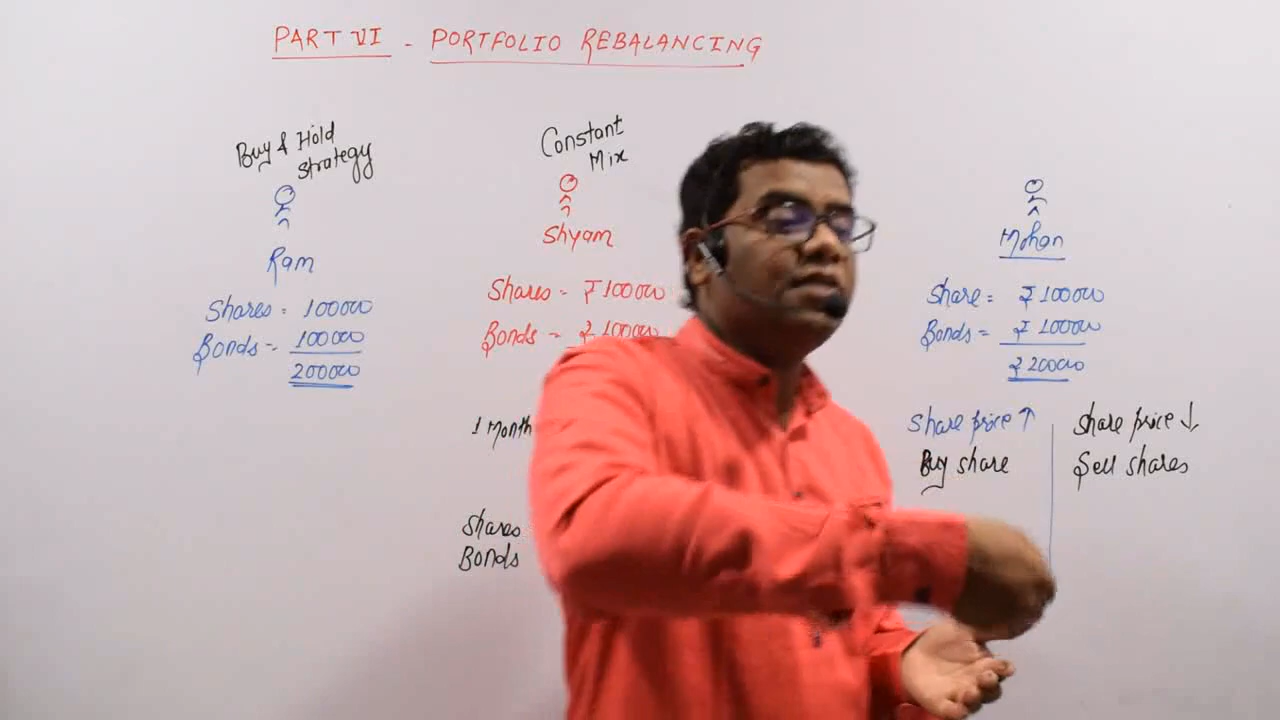 PART VI - PORTFOLIO REBALANCING
Buy & Hold
Strategy
Ram
Shares = 100000
Bonds - 100000
200000
Constant
Mix
Shyam
Shares - ₹100000
Bonds - ₹100000
1 Month
Shares
Bonds
Mohan
Share = ₹100000
Bonds = ₹100000
₹200000
Share price ↑
Buy share
Share price ↓
Sell shares